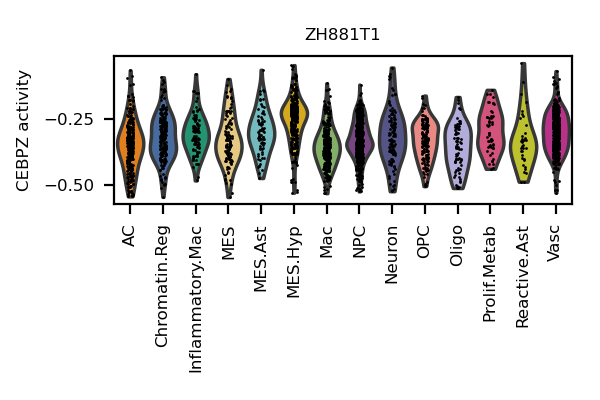 ZH881T1
CEBPZ activity
−0.25
−0.50
AC
Chromatin.Reg
Inflammatory.Mac
MES
MES.Ast
MES.Hyp
Mac
NPC
Neuron
OPC
Oligo
Prolif.Metab
Reactive.Ast
Vasc